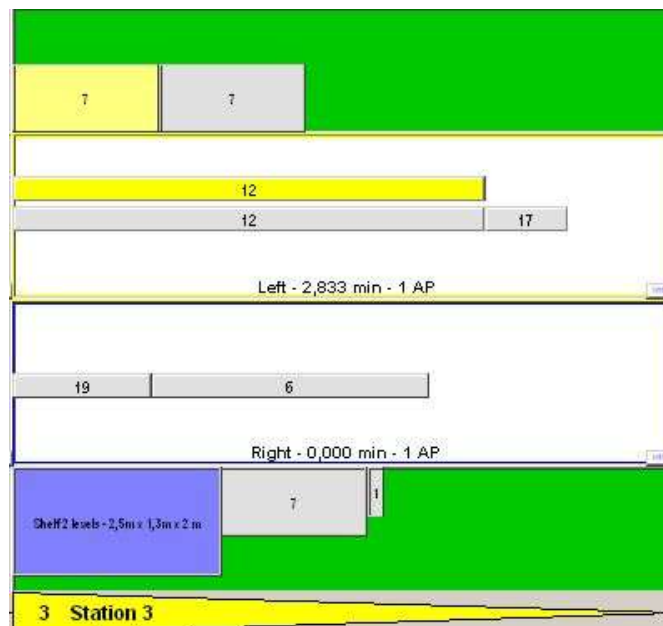 7 7
12
12 17
Left - 2,833 min - 1 AP
19 6
Right - 0,000 min - 1 AP
Shelf 2 levels - 2,5m x 1,3m x 2 m 7 1
3 Station 3